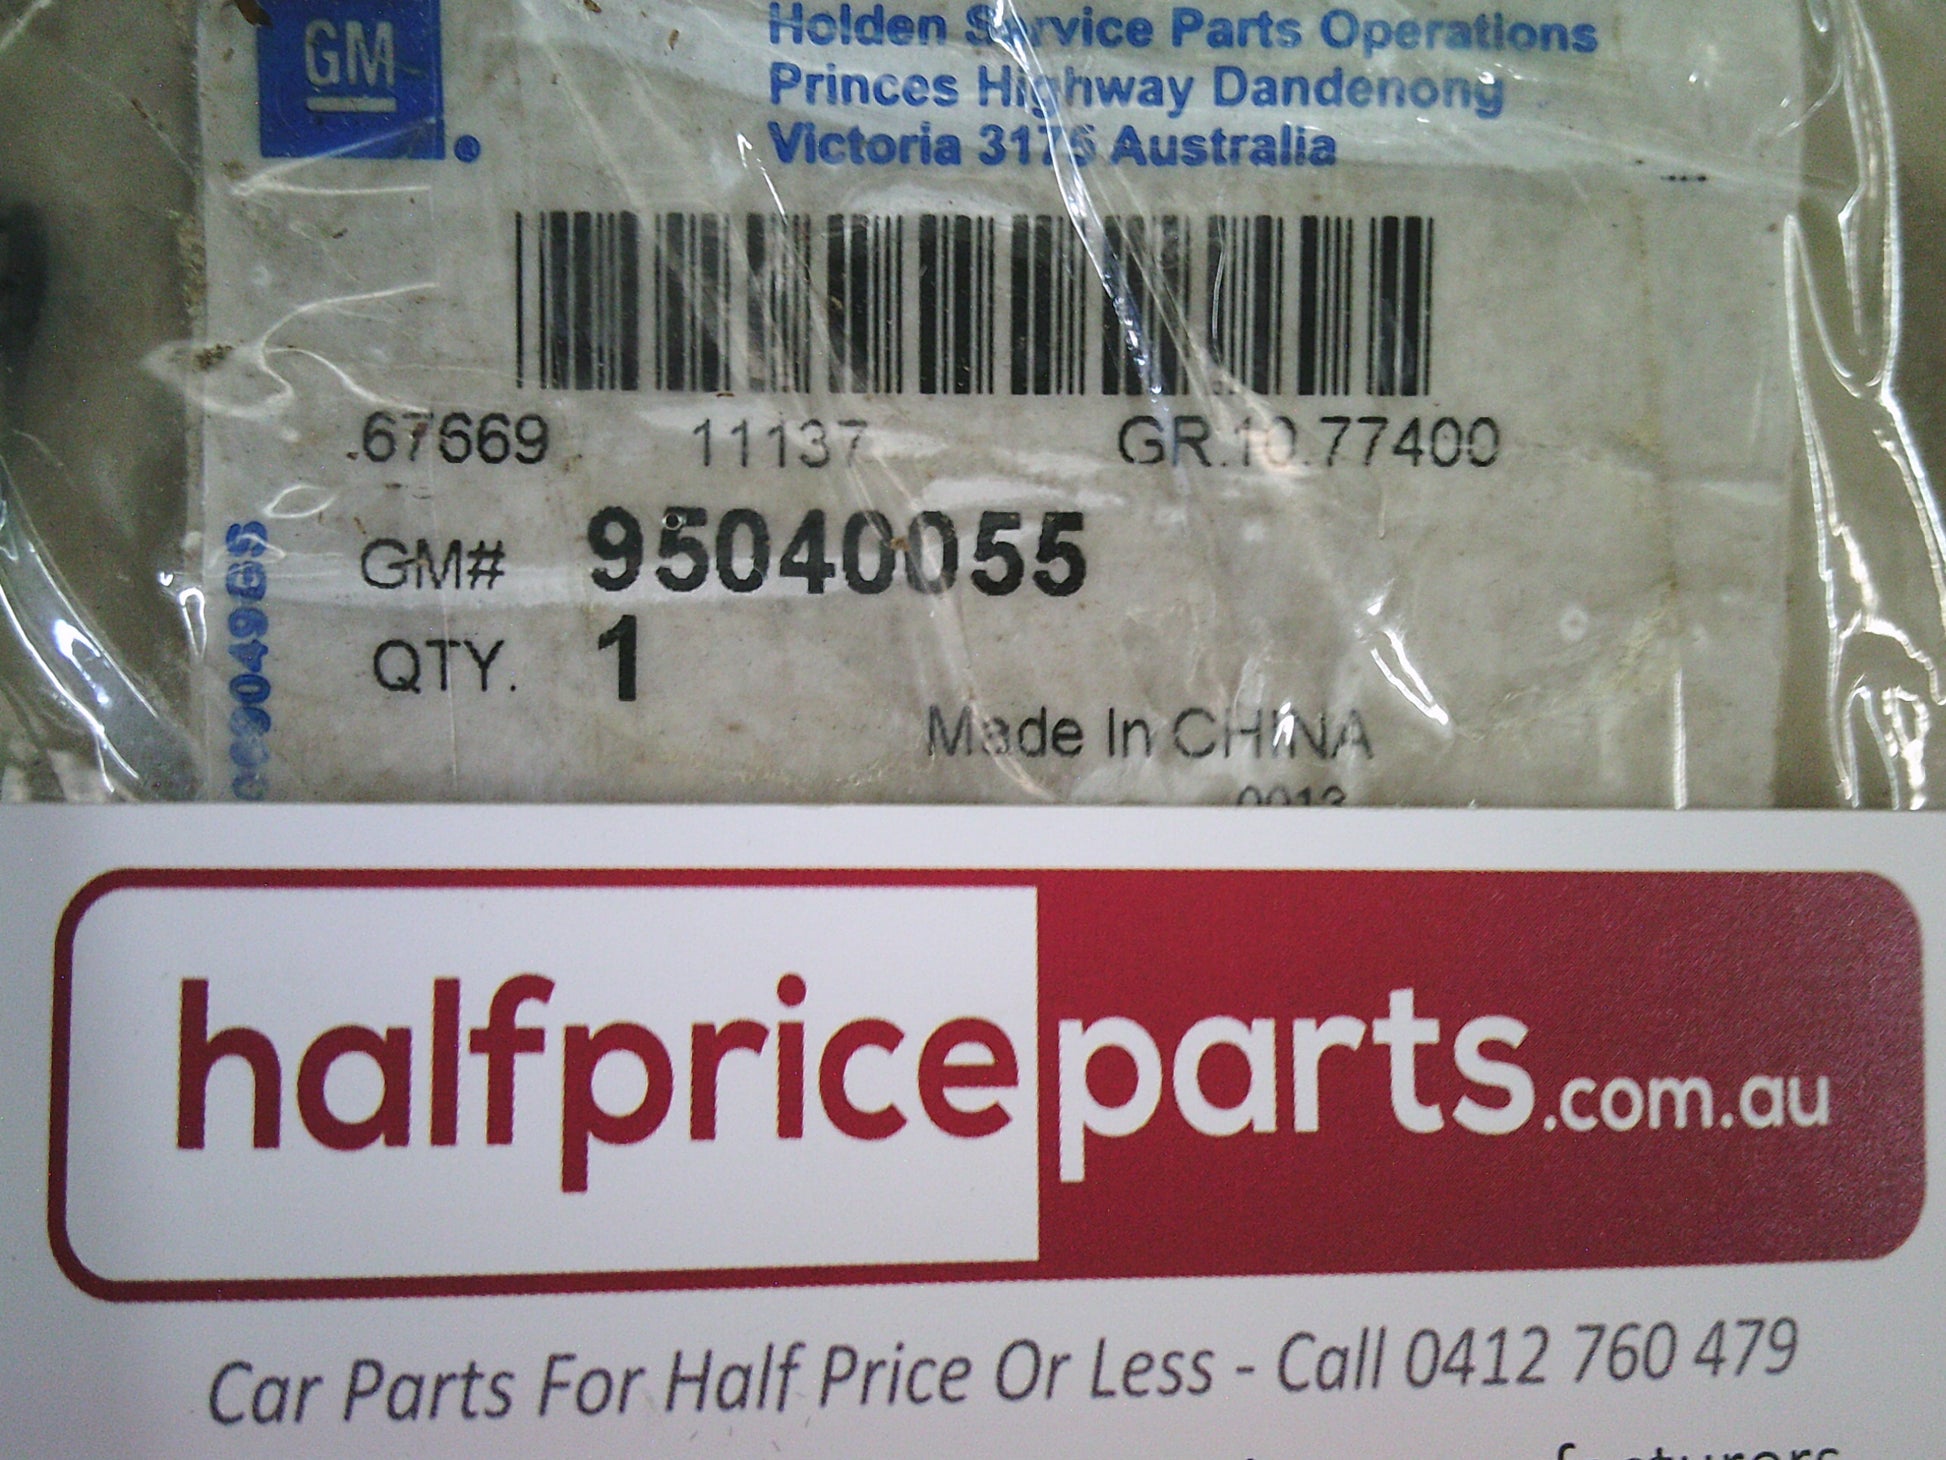 GM
Holden Service Parts Operations
Princes Highway Dandenong
Victoria 3175 Australia
67669 11137 GR.10.77400
GM# 95040055
QTY. 1
Made In CHINA
0013
halfpriceparts.com.au
Car Parts For Half Price Or Less - Call 0412 760 479